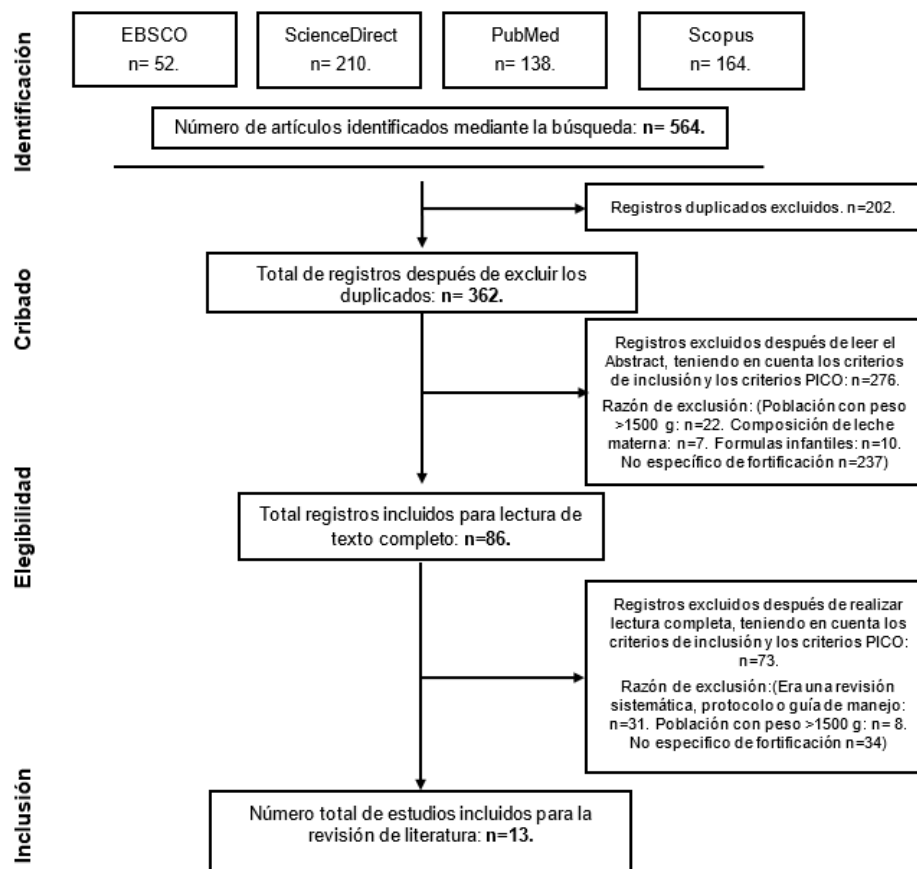 Identificación
EBSCO
n= 52.
ScienceDirect
n= 210.
PubMed
n= 138.
Scopus
n= 164.
Número de artículos identificados mediante la búsqueda: n= 564.
Registros duplicados excluidos. n=202.
Cribado
Total de registros después de excluir los
duplicados: n= 362.
Registros excluidos después de leer el
Abstract, teniendo en cuenta los criterios
de inclusión y los criterios PICO: n=276.
Razón de exclusión: (Población con peso
>1500 g: n=22. Composición de leche
materna: n=7. Formulas infantiles: n=10.
No específico de fortificación n=237)
Elegibilidad
Total registros incluidos para lectura de
texto completo: n=86.
Registros excluidos después de realizar
lectura completa, teniendo en cuenta los
criterios de inclusión y los criterios PICO:
n=73.
Razón de exclusión:(Era una revisión
sistemática, protocolo o guía de manejo:
n=31. Población con peso >1500 g: n= 8.
No especifico de fortificación n=34)
Inclusión
Número total de estudios incluidos para la
revisión de literatura: n=13.